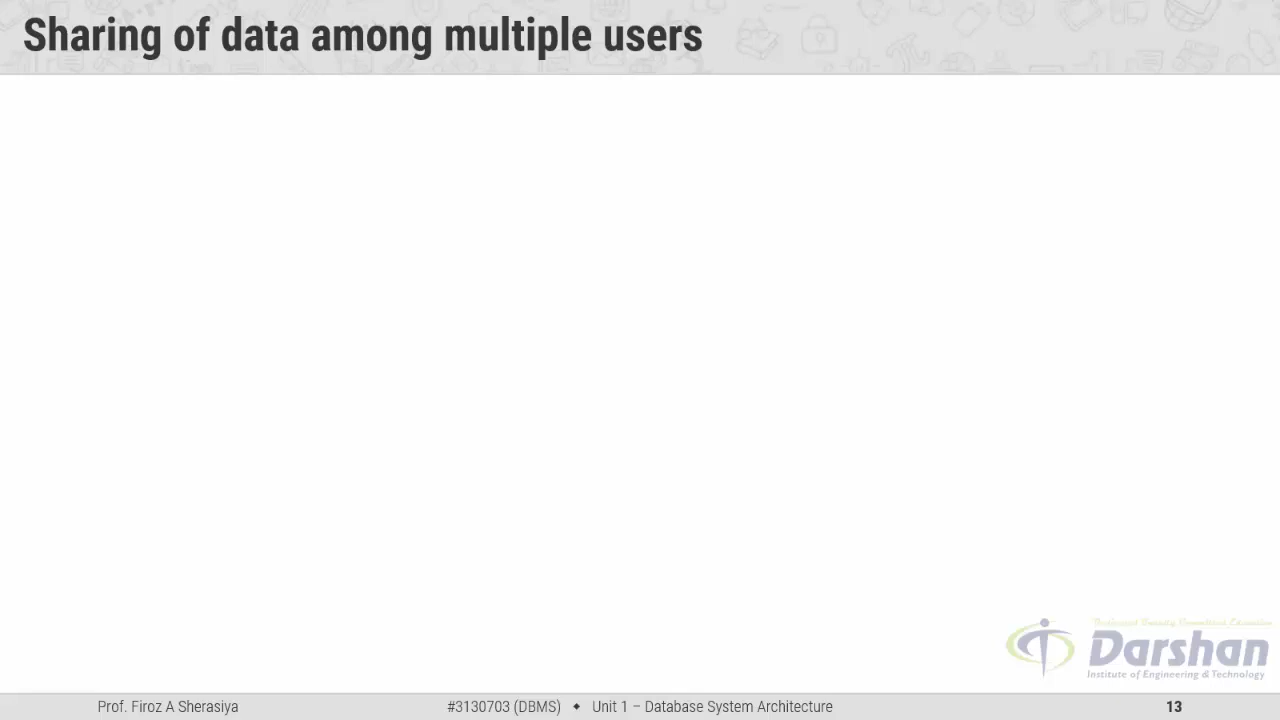 Sharing of data among multiple users
Darshan
Institute of Engineering & Technology
Prof. Firoz A Sherasiya
#3130703 (DBMS) ◆ Unit 1 – Database System Architecture
13